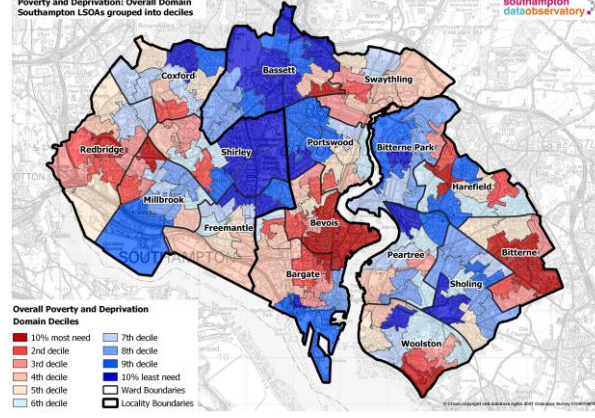 Poverty and Deprivation: Overall Domain
Southampton LSOAs grouped into deciles
southampton
dataobservatory
Coxford
Bassett
Swaythling
Redbridge
Shirley
Portswood
Bitterne Park
Harefield
Millbrook
Freemantle
Bevois
Bitterne
SOUTHAMPTON
Peartree
Bargate
Sholing
Woolston
Overall Poverty and Deprivation
Domain Deciles
10% most need
2nd decile
3rd decile
4th decile
5th decile
6th decile
7th decile
8th decile
9th decile
10% least need
Ward Boundaries
Locality Boundaries